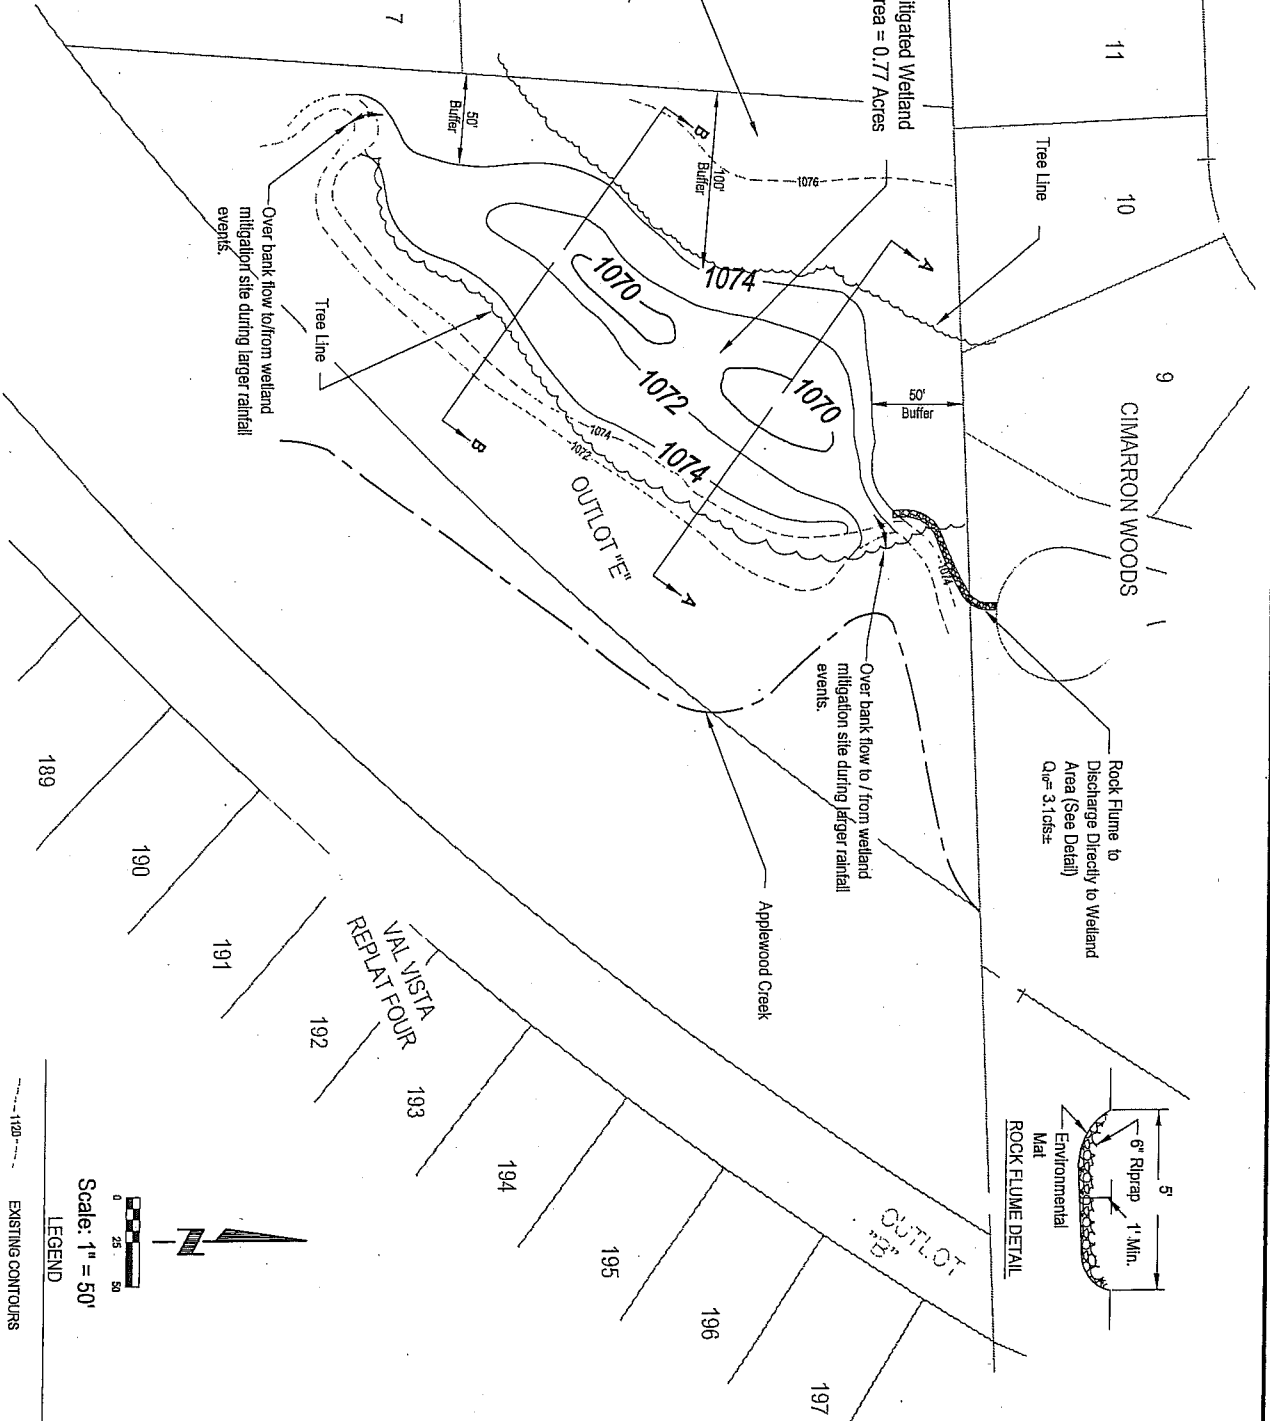 11
10
9
7
CIMARRON WOODS
Tree Line
itigated Wetland
rea = 0.77 Acres
Rock Flume to
Discharge Directly to Wetland
Area (See Detail)
Q10= 3.1cfs±
5'
6" Riprap
1' Min.
Environmental
Mat
ROCK FLUME DETAIL
50'
Buffer
100'
Buffer
50'
Buffer
B
A
1076
1074
1070
1070
1072
1074
1074
1072
1074
B
A
OUTLOT "E"
Tree Line
Over bank flow to/from wetland
mitigation site during larger rainfall
events.
Over bank flow to / from wetland
mitigation site during larger rainfall
events.
Applewood Creek
OUTLOT
"B"
VAL VISTA
REPLAT FOUR
189
190
191
192
193
194
195
196
197
N
0 25 50
Scale: 1" = 50'
LEGEND
1120
EXISTING CONTOURS